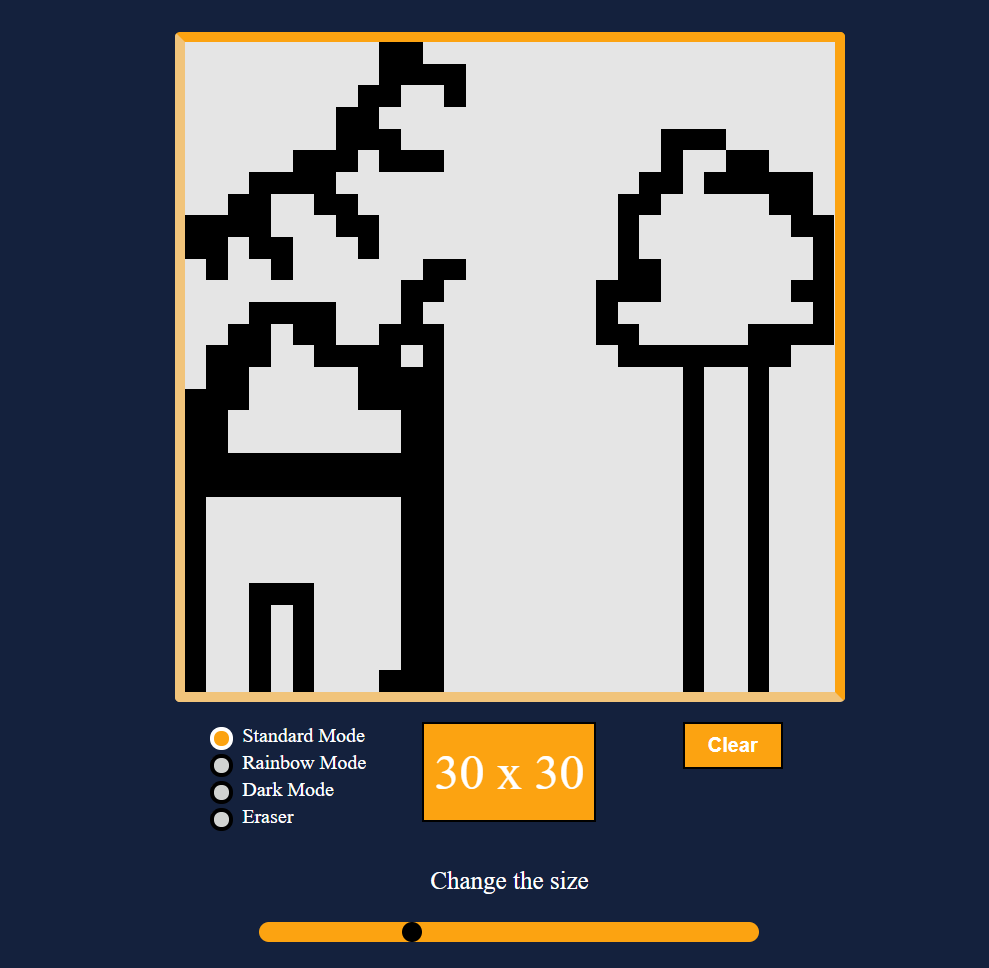 Standard Mode
Rainbow Mode
Dark Mode
Eraser
30 x 30
Clear
Change the size